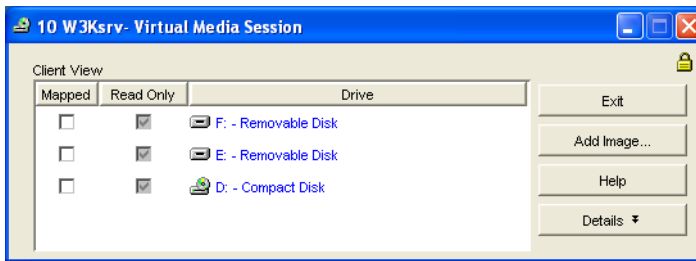 10 W3Ksrv- Virtual Media Session
Client View
Mapped Read Only Drive
F: - Removable Disk
E: - Removable Disk
D: - Compact Disk
Exit
Add Image...
Help
Details